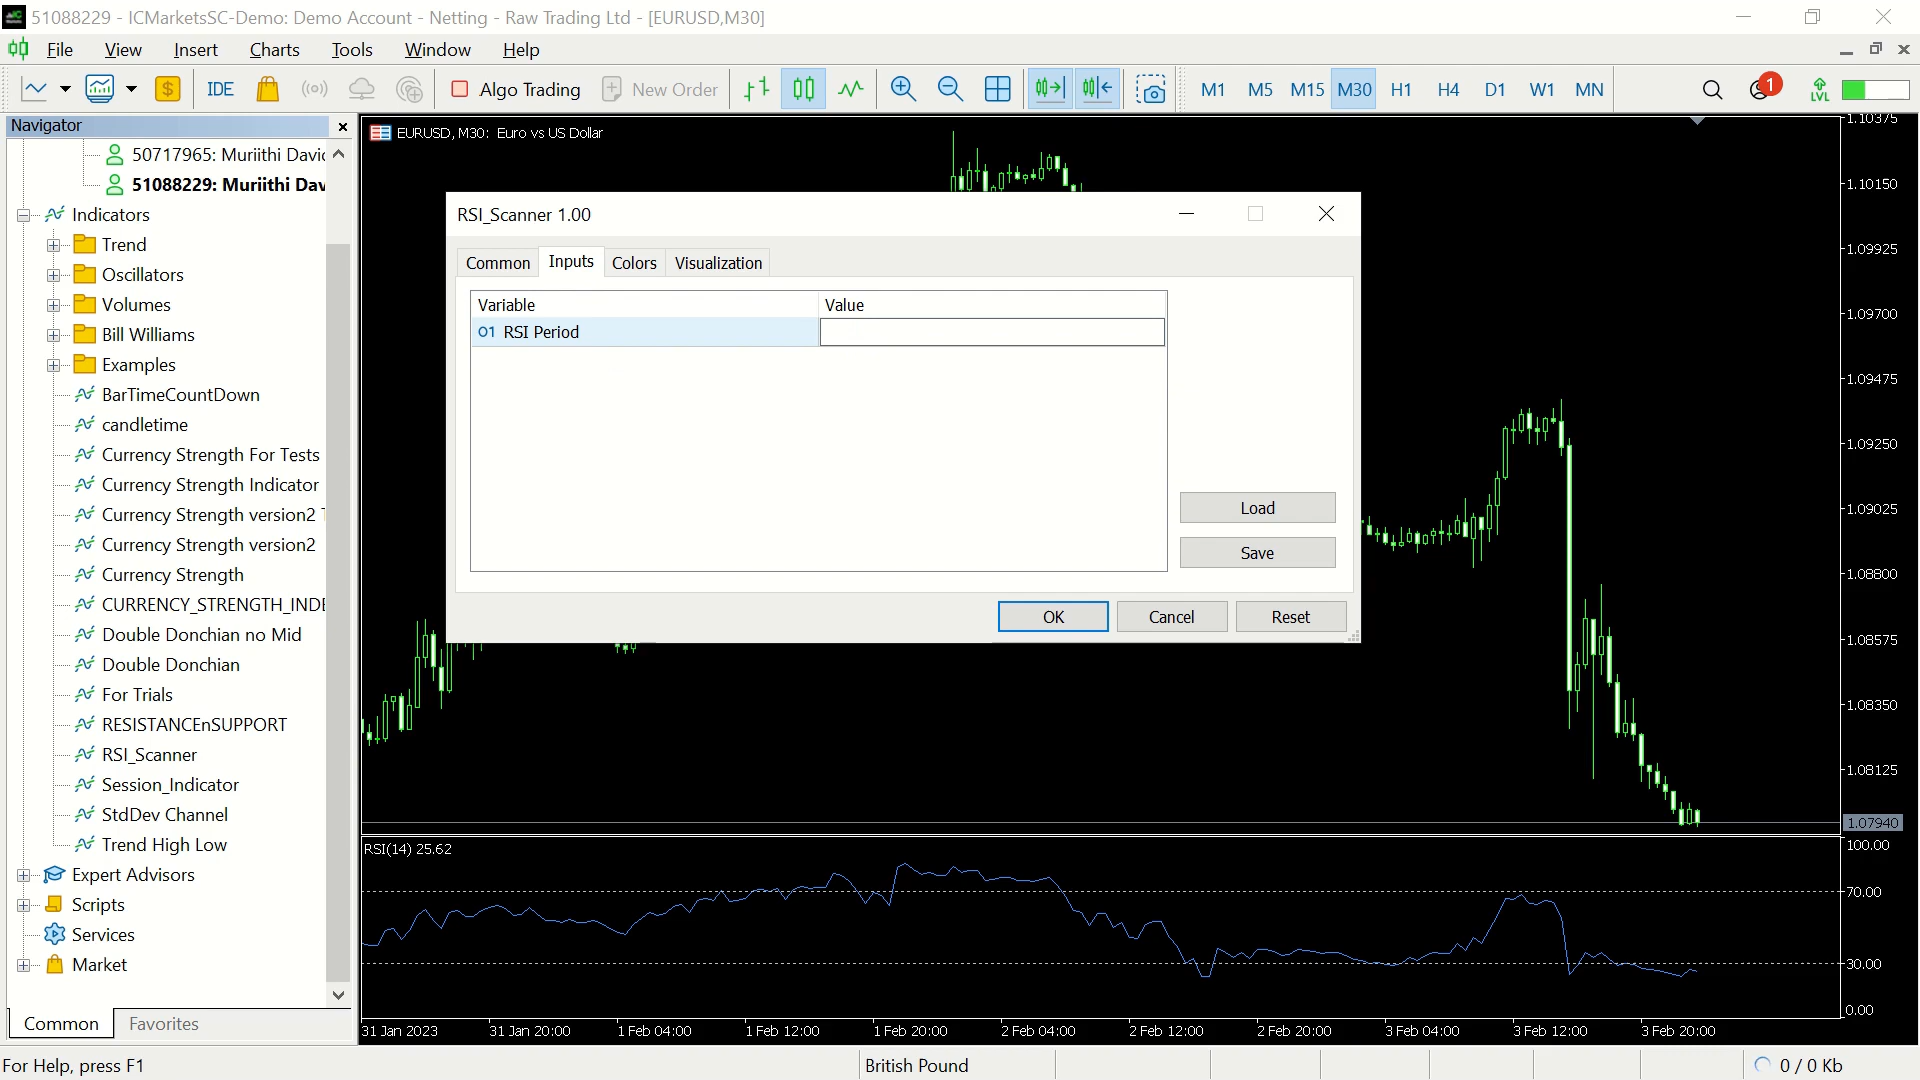 51088229 - ICMarketsSC-Demo: Demo Account - Netting - Raw Trading Ltd - [EURUSD,M30]
File View Insert Charts Tools Window Help
IDE Algo Trading New Order M1 M5 M15 M30 H1 H4 D1 W1 MN 1 LVL
Navigator
50717965: Muriithi Davi
51088229: Muriithi Dav
Indicators
Trend
Oscillators
Volumes
Bill Williams
Examples
BarTimeCountDown
candletime
Currency Strength For Tests
Currency Strength Indicator
Currency Strength version2
Currency Strength version2
Currency Strength
CURRENCY_STRENGTH_INDE
Double Donchian no Mid
Double Donchian
For Trials
RESISTANCEnSUPPORT
RSI_Scanner
Session_Indicator
StdDev Channel
Trend High Low
Expert Advisors
Scripts
Services
Market
Common Favorites
EURUSD, M30: Euro vs US Dollar
RSI_Scanner 1.00
Common Inputs Colors Visualization
Variable Value
01 RSI Period
Load
Save
OK Cancel Reset
1.10375
1.10150
1.09925
1.09700
1.09475
1.09250
1.09025
1.08800
1.08575
1.08350
1.08125
1.07940
RSI(14) 25.62
100.00
70.00
30.00
0.00
31 Jan 2023 31 Jan 20:00 1 Feb 04:00 1 Feb 12:00 1 Feb 20:00 2 Feb 04:00 2 Feb 12:00 2 Feb 20:00 3 Feb 04:00 3 Feb 12:00 3 Feb 20:00
For Help, press F1 British Pound 0 / 0 Kb